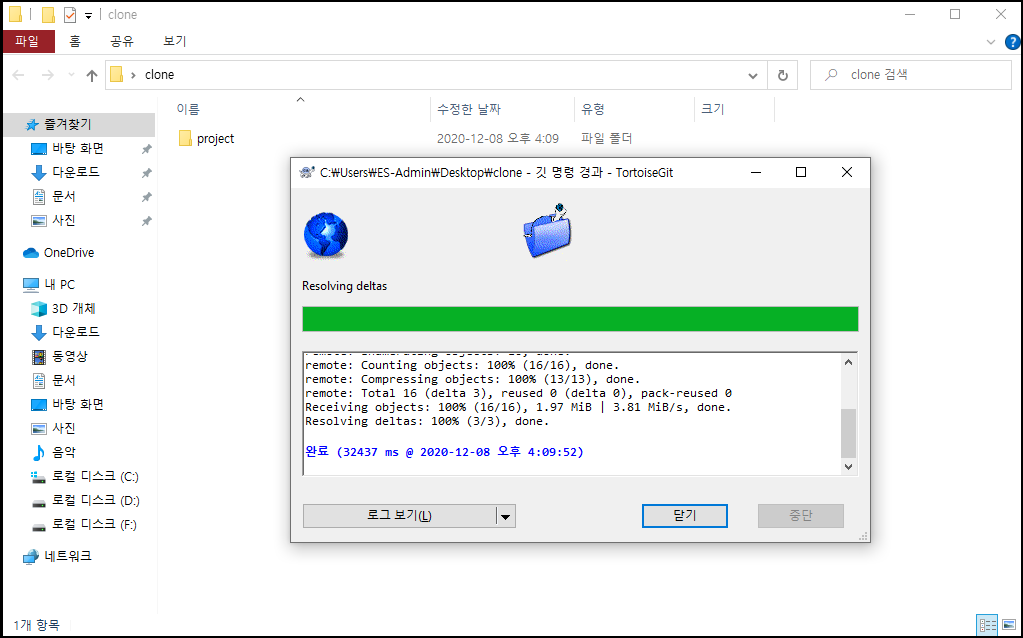 clone
파일 홈 공유 보기
clone
clone 검색
이름 수정한 날짜 유형 크기
project 2020-12-08 오후 4:09 파일 폴더
즐겨찾기
바탕 화면
다운로드
문서
사진
OneDrive
내 PC
3D 개체
다운로드
동영상
문서
바탕 화면
사진
음악
로컬 디스크 (C:)
로컬 디스크 (D:)
로컬 디스크 (F:)
네트워크
1개 항목
C:₩Users₩ES-Admin₩Desktop₩clone - 깃 명령 경과 - TortoiseGit
Resolving deltas
remote: Counting objects: 100% (16/16), done.
remote: Compressing objects: 100% (13/13), done.
remote: Total 16 (delta 3), reused 0 (delta 0), pack-reused 0
Receiving objects: 100% (16/16), 1.97 MiB | 3.81 MiB/s, done.
Resolving deltas: 100% (3/3), done.
완료 (32437 ms @ 2020-12-08 오후 4:09:52)
로그 보기(L)
닫기
중단